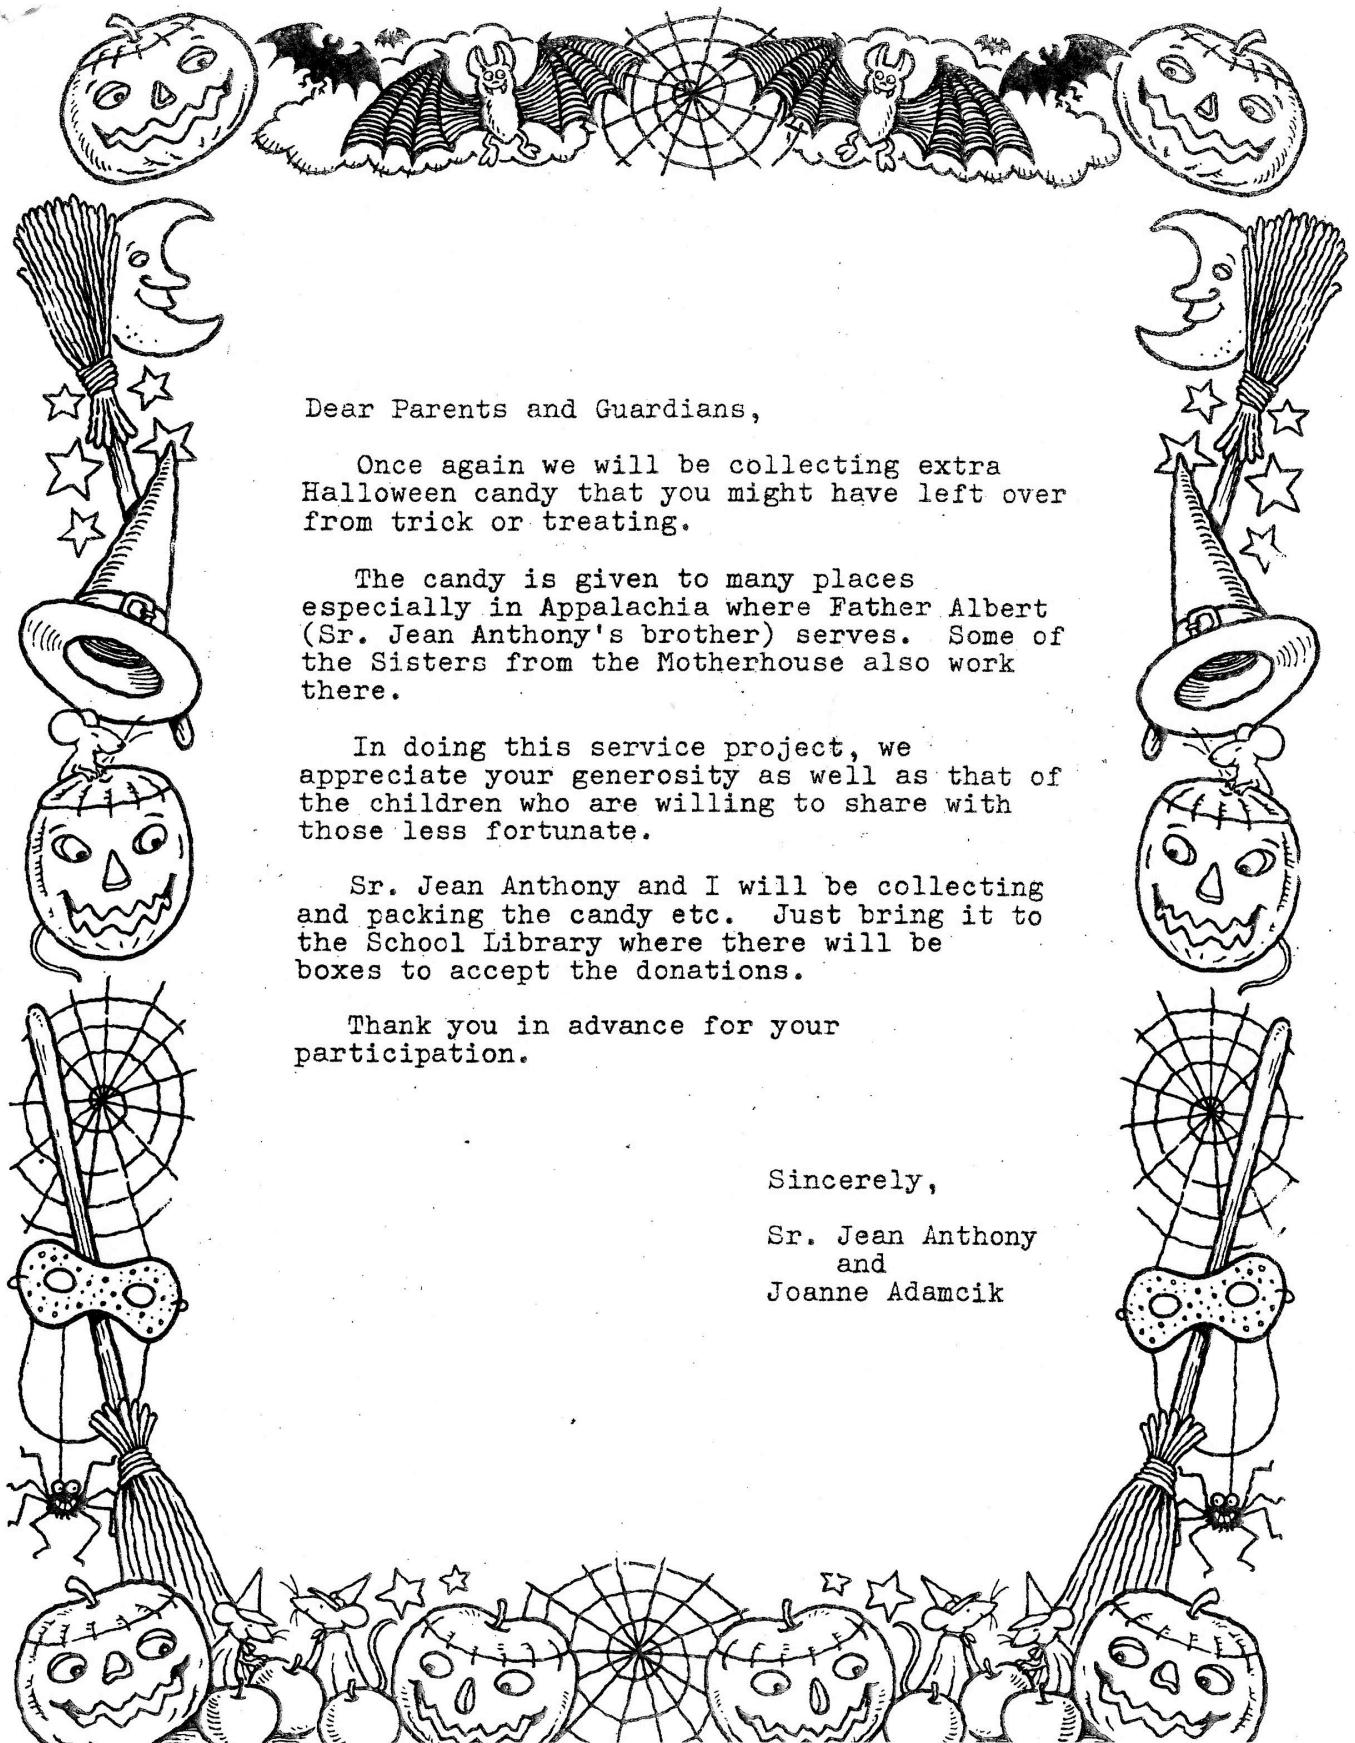 Dear Parents and Guardians,
Once again we will be collecting extra
Halloween candy that you might have left over
from trick or treating.
The candy is given to many places
especially in Appalachia where Father Albert
(Sr. Jean Anthony's brother) serves. Some of
the Sisters from the Motherhouse also work
there.
In doing this service project, we
appreciate your generosity as well as that of
the children who are willing to share with
those less fortunate.
Sr. Jean Anthony and I will be collecting
and packing the candy etc. Just bring it to
the School Library where there will be
boxes to accept the donations.
Thank you in advance for your
participation.
Sincerely,
Sr. Jean Anthony
and
Joanne Adamcik